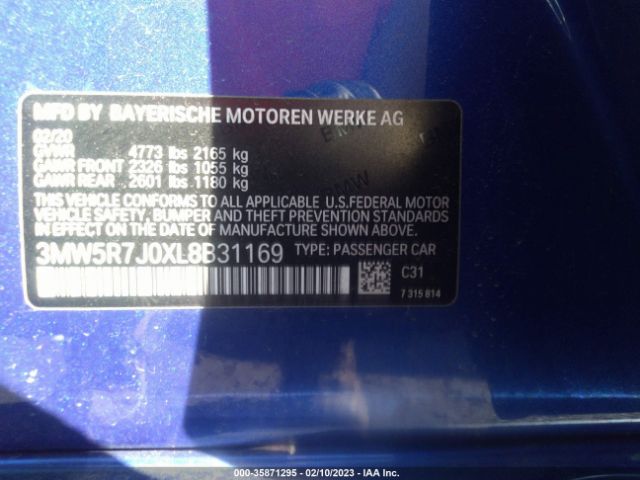 MFD BY BAYERISCHE MOTOREN WERKE AG
02/20
GVWR 4773 lbs 2165 kg
GAWR FRONT 2326 lbs 1055 kg
GAWR REAR 2601 lbs 1180 kg
THIS VEHICLE CONFORMS TO ALL APPLICABLE U.S.FEDERAL MOTOR
VEHICLE SAFETY, BUMPER AND THEFT PREVENTION STANDARDS
IN EFFECT ON THE DATE OF MANUFACTURE SHOWN ABOVE.
3MW5R7J0XL8B31169 TYPE: PASSENGER CAR
C31
7 315 814
000-35871295 - 02/10/2023 - IAA Inc.